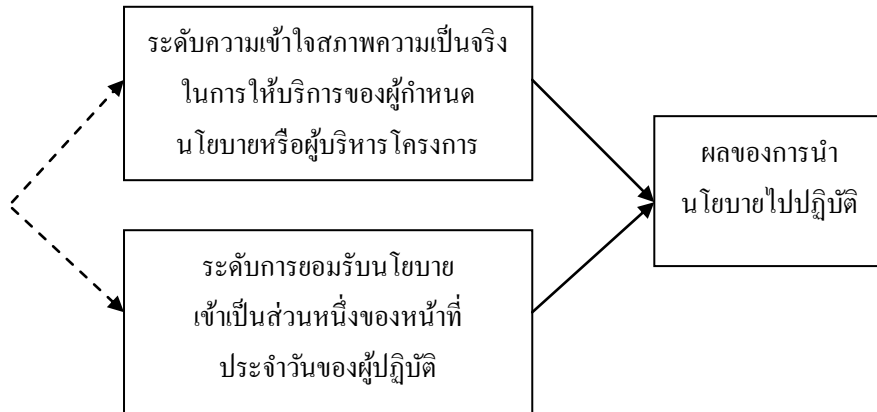 ระดับความเข้าใจสภาพความเป็นจริง
ในการให้บริการของผู้กำหนด
นโยบายหรือผู้บริหารโครงการ
ระดับการยอมรับนโยบาย
เข้าเป็นส่วนหนึ่งของหน้าที่
ประจำวันของผู้ปฏิบัติ
ผลของการนำ
นโยบายไปปฏิบัติ